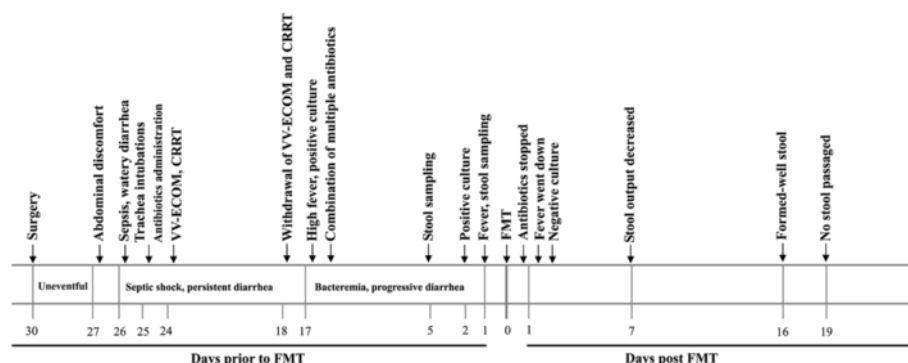 Surgery
Abdominal discomfort
Sepsis, watery diarrhea
Trachea intubations
Antibiotics administration
VV-ECOM, CRRT
Withdrawal of VV-ECOM and CRRT
High fever, positive culture
Combination of multiple antibiotics
Stool sampling
Positive culture
Fever, stool sampling
FMT
Antibiotics stopped
Fever went down
Negative culture
Stool output decreased
Formed-well stool
No stool passaged
Uneventful
Septic shock, persistent diarrhea
Bacteremia, progressive diarrhea
30 27 26 25 24 18 17 5 2 1 0 1 7 16 19
Days prior to FMT
Days post FMT